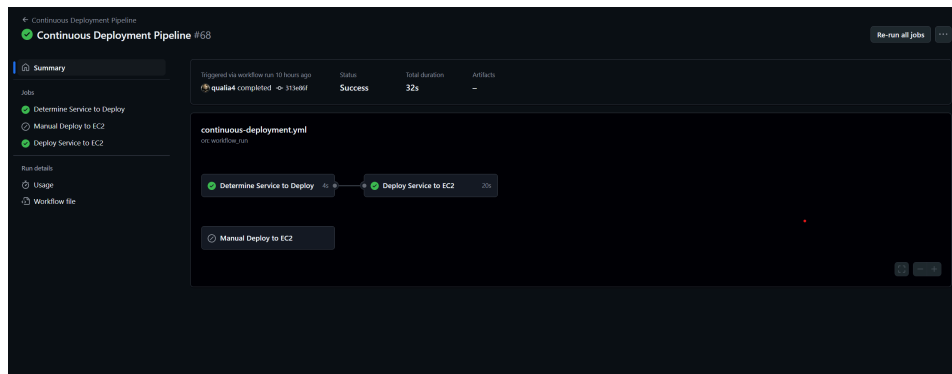 ← Continuous Deployment Pipeline
Continuous Deployment Pipeline #68
Re-run all jobs
Summary
Jobs
Determine Service to Deploy
Manual Deploy to EC2
Deploy Service to EC2
Run details
Usage
Workflow file
Triggered via workflow run 10 hours ago
qualia4 completed 313e86f
Status
Success
Total duration
32s
Artifacts
–
continuous-deployment.yml
on: workflow_run
Determine Service to Deploy 4s
Deploy Service to EC2 20s
Manual Deploy to EC2